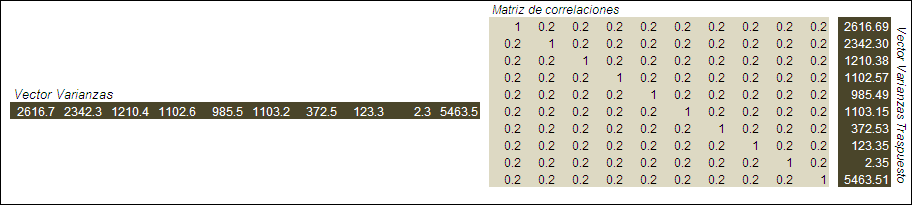 Matriz de correlaciones
1 0.2 0.2 0.2 0.2 0.2 0.2 0.2 0.2 0.2 2616.69
0.2 1 0.2 0.2 0.2 0.2 0.2 0.2 0.2 0.2 2342.30
0.2 0.2 1 0.2 0.2 0.2 0.2 0.2 0.2 0.2 1210.38
0.2 0.2 0.2 1 0.2 0.2 0.2 0.2 0.2 0.2 1102.57
Vector Varianzas
0.2 0.2 0.2 0.2 1 0.2 0.2 0.2 0.2 0.2 985.49
2616.7 2342.3 1210.4 1102.6 985.5 1103.2 372.5 123.3 2.3 5463.5
0.2 0.2 0.2 0.2 0.2 1 0.2 0.2 0.2 0.2 1103.15
0.2 0.2 0.2 0.2 0.2 0.2 1 0.2 0.2 0.2 372.53
0.2 0.2 0.2 0.2 0.2 0.2 0.2 1 0.2 0.2 123.35
0.2 0.2 0.2 0.2 0.2 0.2 0.2 0.2 1 0.2 2.35
0.2 0.2 0.2 0.2 0.2 0.2 0.2 0.2 0.2 1 5463.51
Vector Varianzas Traspuesto